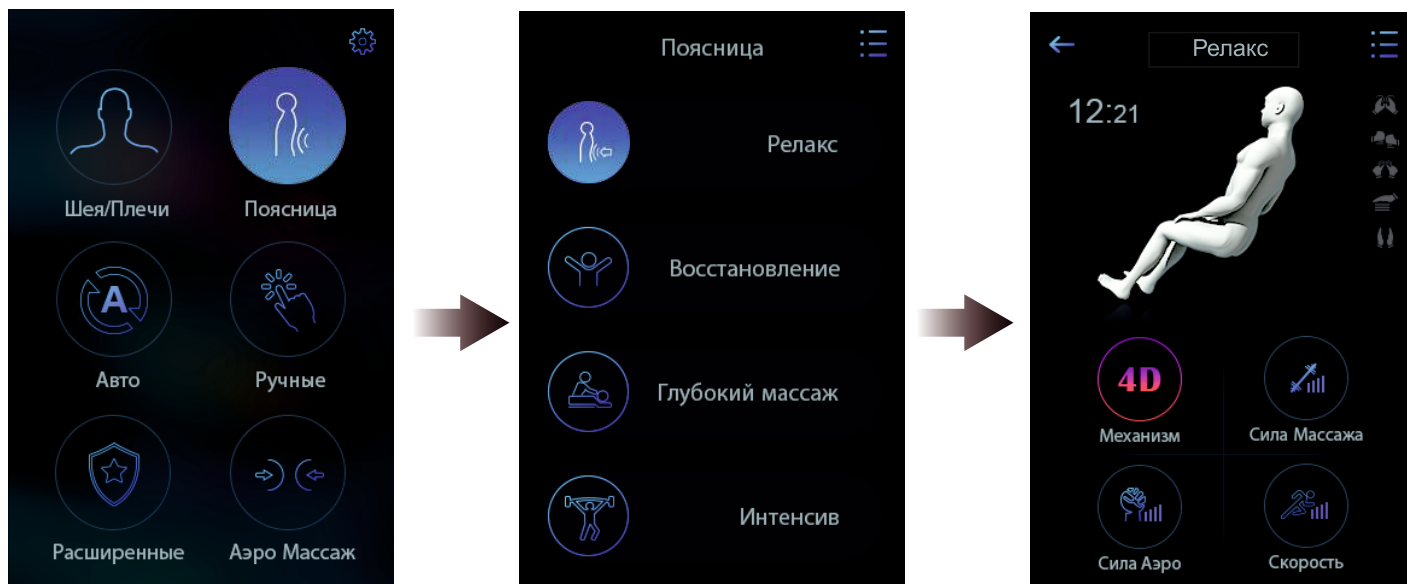 Шея/Плечи
Поясница
A
Авто
Ручные
Расширенные
Аэро Массаж
Поясница
Релакс
Восстановление
Глубокий массаж
Интенсив
Релакс
12:21
4D
Механизм
Сила Массажа
Сила Аэро
Скорость